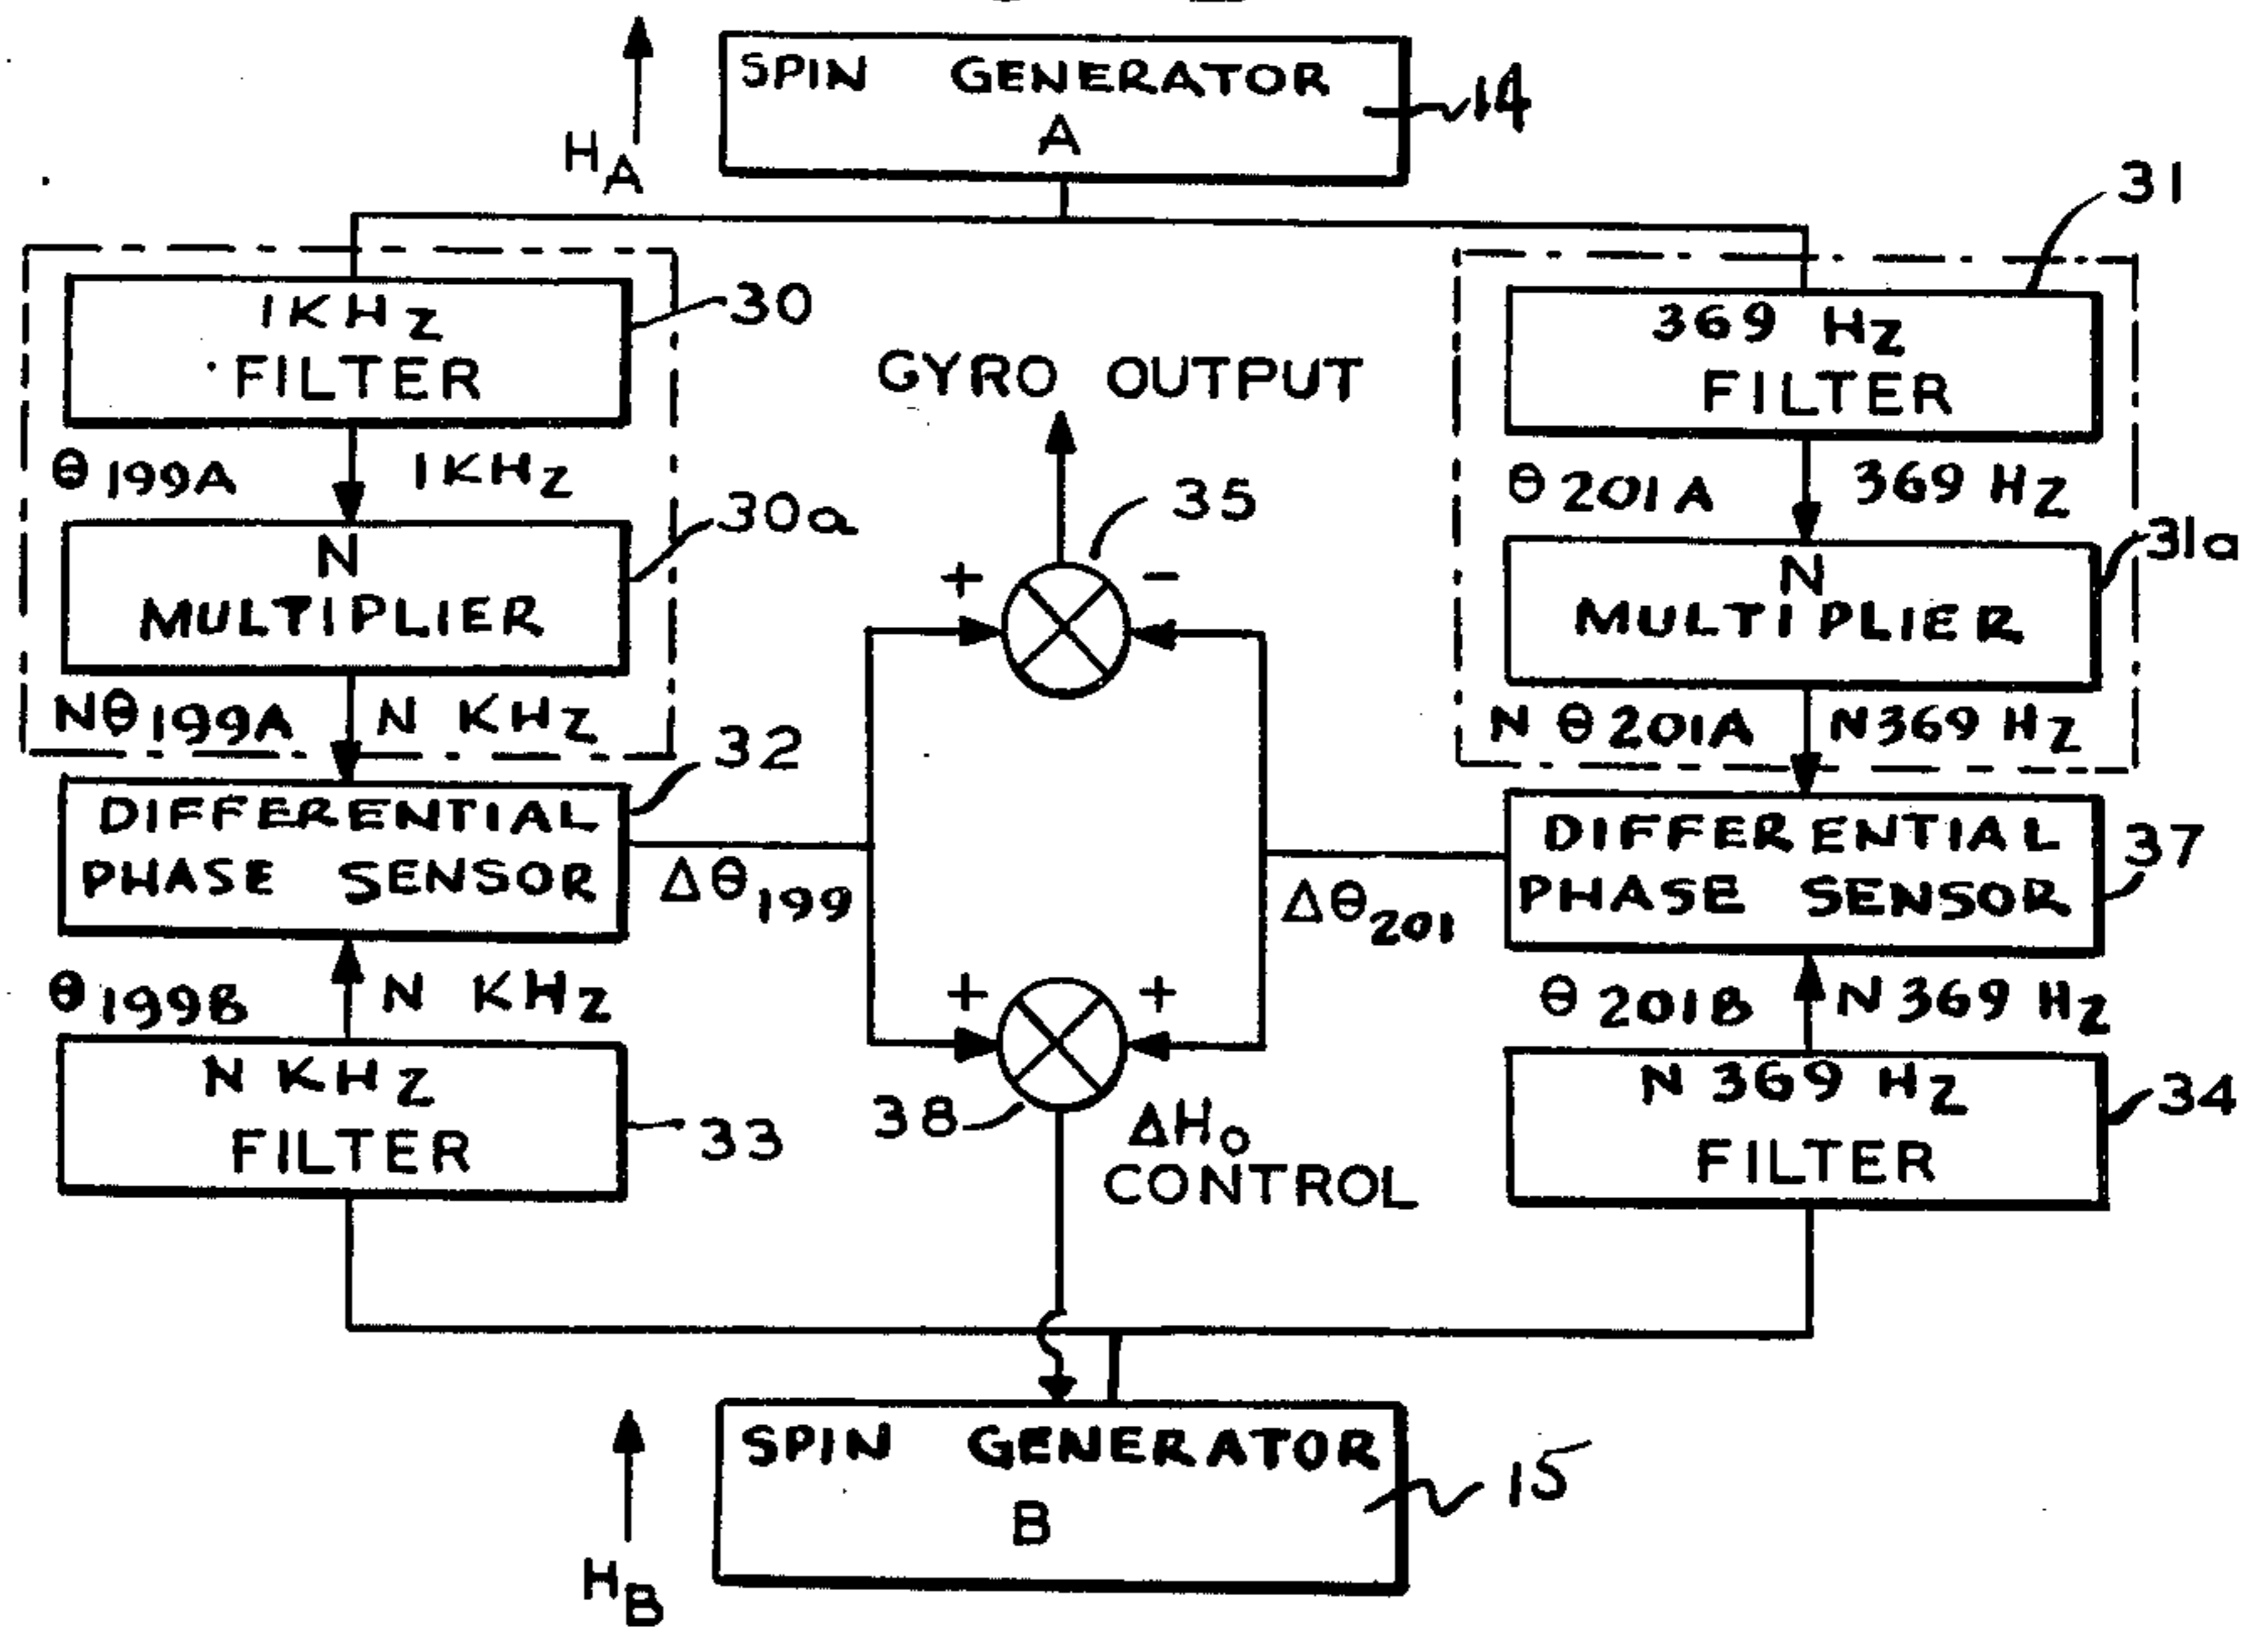 SPIN GENERATOR
A
14
H A
31
1KHz
FILTER
30
369 Hz
FILTER
GYRO OUTPUT
θ199A
1KHz
θ201A
369 Hz
35
30a
31a
N
MULTIPLIER
N
MULTIPLIER
+
−
Nθ199A
N KHz
32
N θ201A
N369 Hz
DIFFERENTIAL
PHASE SENSOR
Δθ199
DIFFERENTIAL
PHASE SENSOR
37
Δθ201
θ199B
N KHz
+
+
θ201B
N369 Hz
N KHz
FILTER
33
38
ΔHo
CONTROL
N 369 Hz
FILTER
34
SPIN GENERATOR
B
15
H B